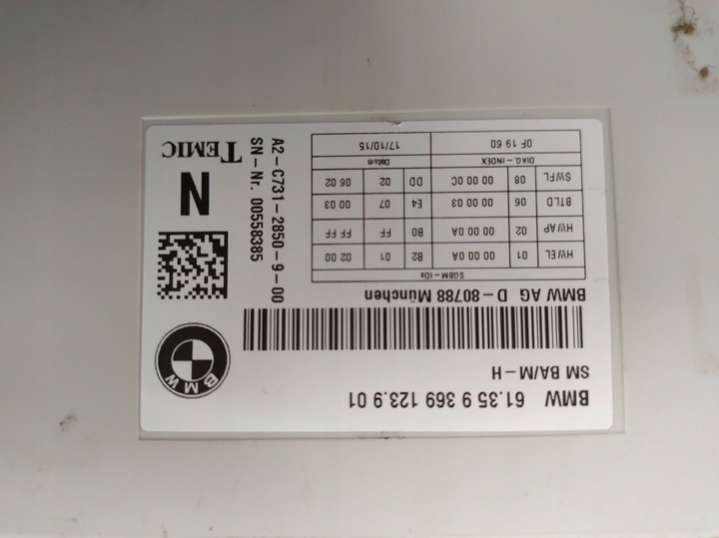 BMW 61.35 9 369 123.9 01
SM BA/M-H
BMW AG D-80788 München
SGBM-IDs
HWEL 01 00 00 0A B2 01 02 00
HWAP 02 00 00 0A B0 FF FF FF
BTLD 06 00 00 03 E4 07 00 03
SWFL 08 00 00 0C DD 02 06 02
DIAG.-INDEX Datum
0F 19 60 17/10/15
BMW
N
TEMIC
A2-C731-2850-9-00
SN-Nr. 00558385